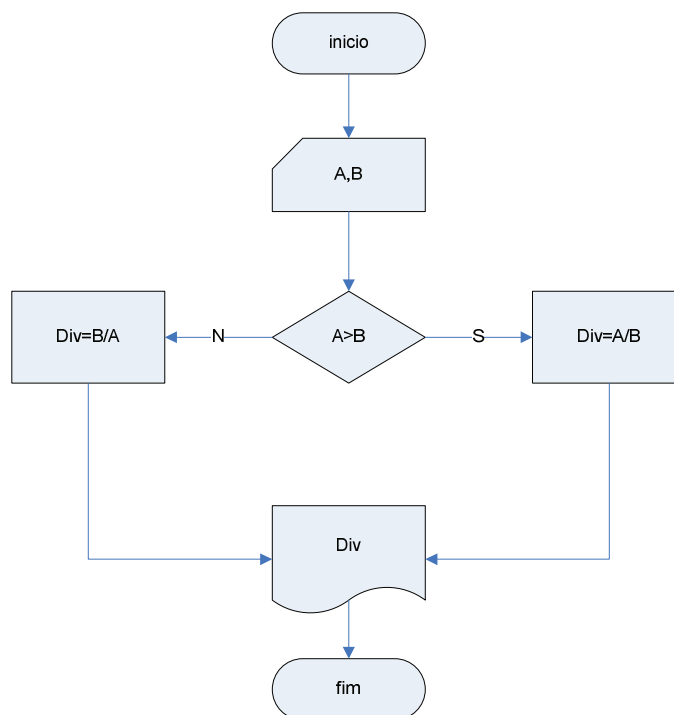 inicio
A,B
Div=B/A
N
A>B
S
Div=A/B
Div
fim